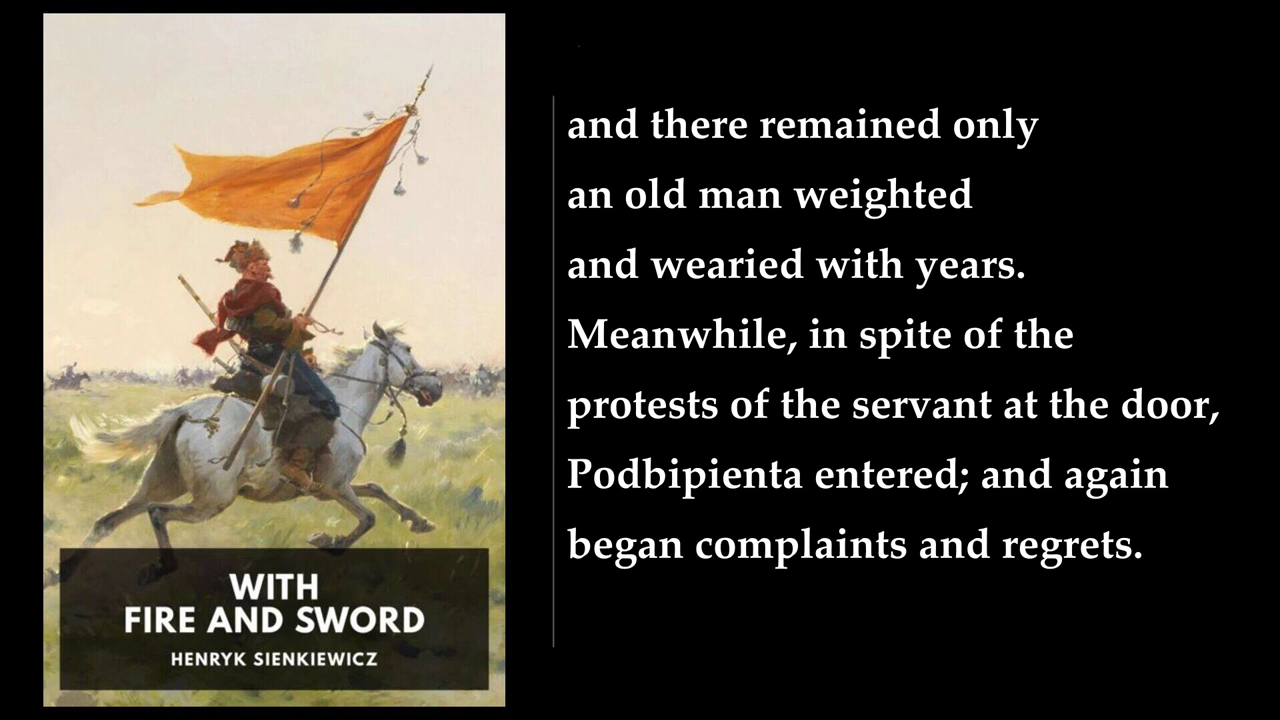 WITH
FIRE AND SWORD
HENRYK SIENKIEWICZ
and there remained only
an old man weighted
and wearied with years.
Meanwhile, in spite of the
protests of the servant at the door,
Podbipienta entered; and again
began complaints and regrets.